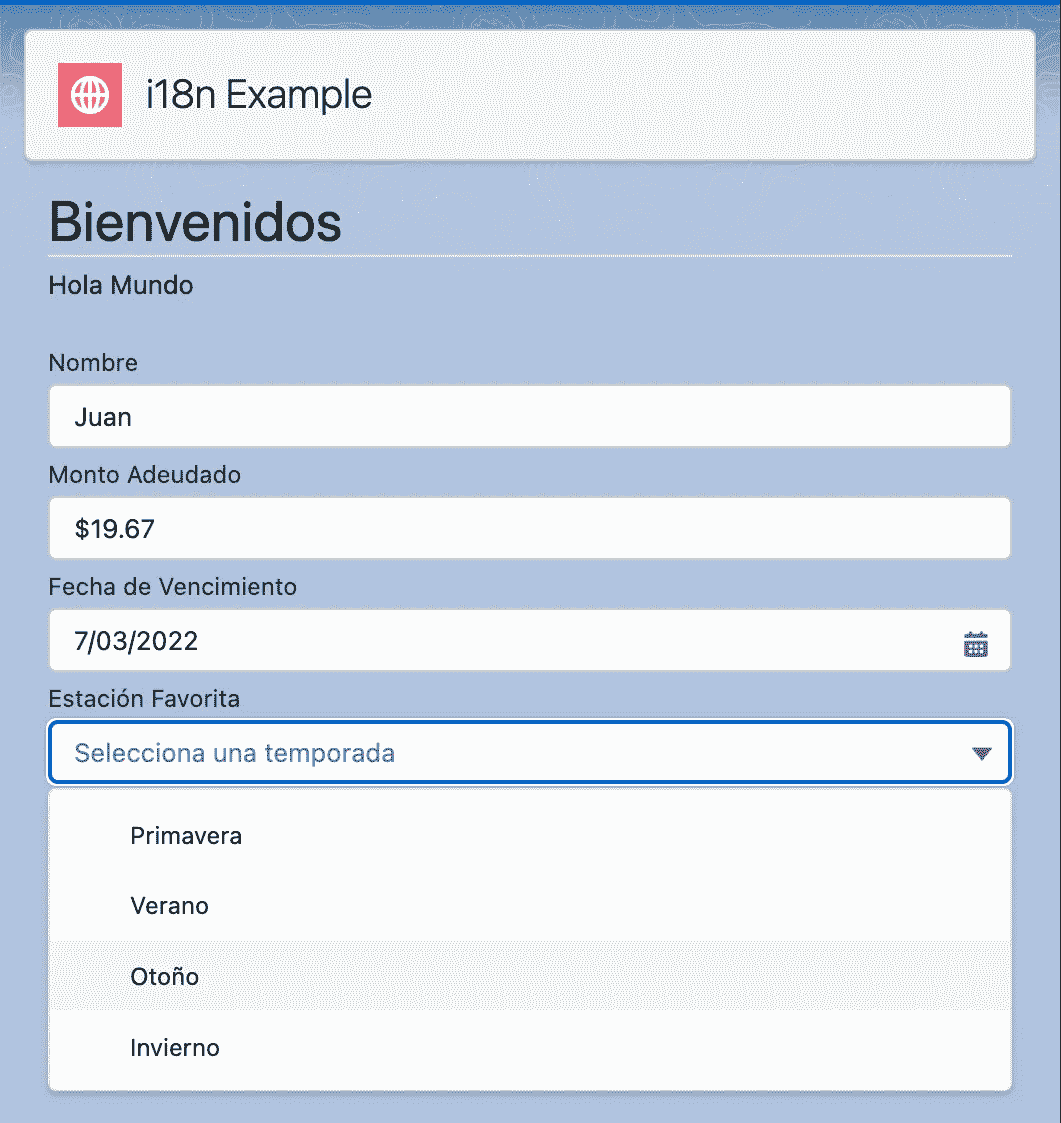 i18n Example
Bienvenidos
Hola Mundo
Nombre
Juan
Monto Adeudado
$19.67
Fecha de Vencimiento
7/03/2022
Estación Favorita
Selecciona una temporada
Primavera
Verano
Otoño
Invierno